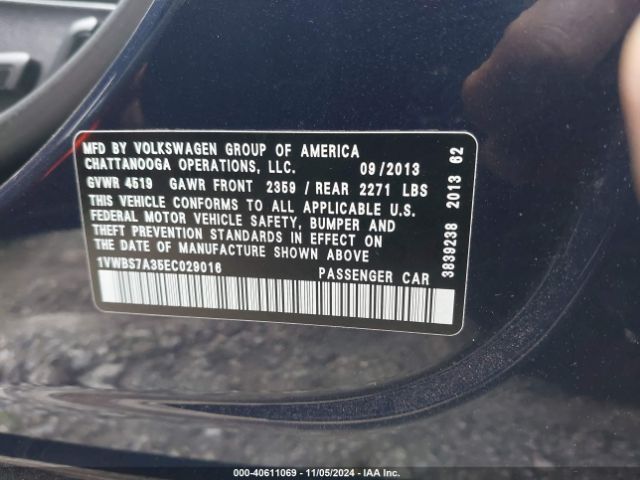 MFD BY VOLKSWAGEN GROUP OF AMERICA
CHATTANOOGA OPERATIONS, LLC. 09/2013
GVWR 4519 GAWR FRONT 2359 / REAR 2271 LBS
THIS VEHICLE CONFORMS TO ALL APPLICABLE U.S.
FEDERAL MOTOR VEHICLE SAFETY, BUMPER AND
THEFT PREVENTION STANDARDS IN EFFECT ON
THE DATE OF MANUFACTURE SHOWN ABOVE
1VWBS7A35EC029016 PASSENGER CAR
3839238 2013 62
000-40611069 - 11/05/2024 - IAA Inc.